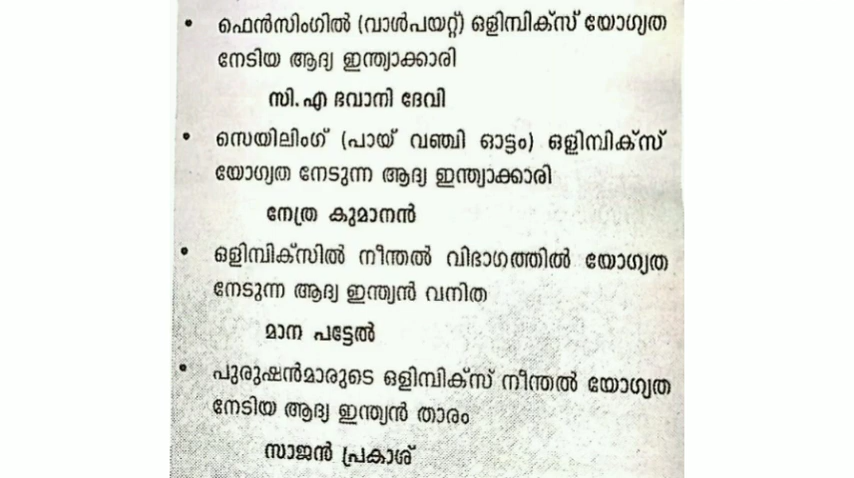 • ഫെൻസിംഗിൽ (വാൾപയറ്റ്) ഒളിമ്പിക്സ് യോഗ്യത
നേടിയ ആദ്യ ഇന്ത്യാക്കാരി
സി.എ ഭവാനി ദേവി
• സെയിലിംഗ് (പായ് വഞ്ചി ഓട്ടം) ഒളിമ്പിക്സ്
യോഗ്യത നേടുന്ന ആദ്യ ഇന്ത്യാക്കാരി
നേത്ര കുമാനൻ
• ഒളിമ്പിക്സിൽ നീന്തൽ വിഭാഗത്തിൽ യോഗ്യത
നേടുന്ന ആദ്യ ഇന്ത്യൻ വനിത
മാന പട്ടേൽ
• പുരുഷൻമാരുടെ ഒളിമ്പിക്സ് നീന്തൽ യോഗ്യത
നേടിയ ആദ്യ ഇന്ത്യൻ താരം
സാജൻ പ്രകാശ്